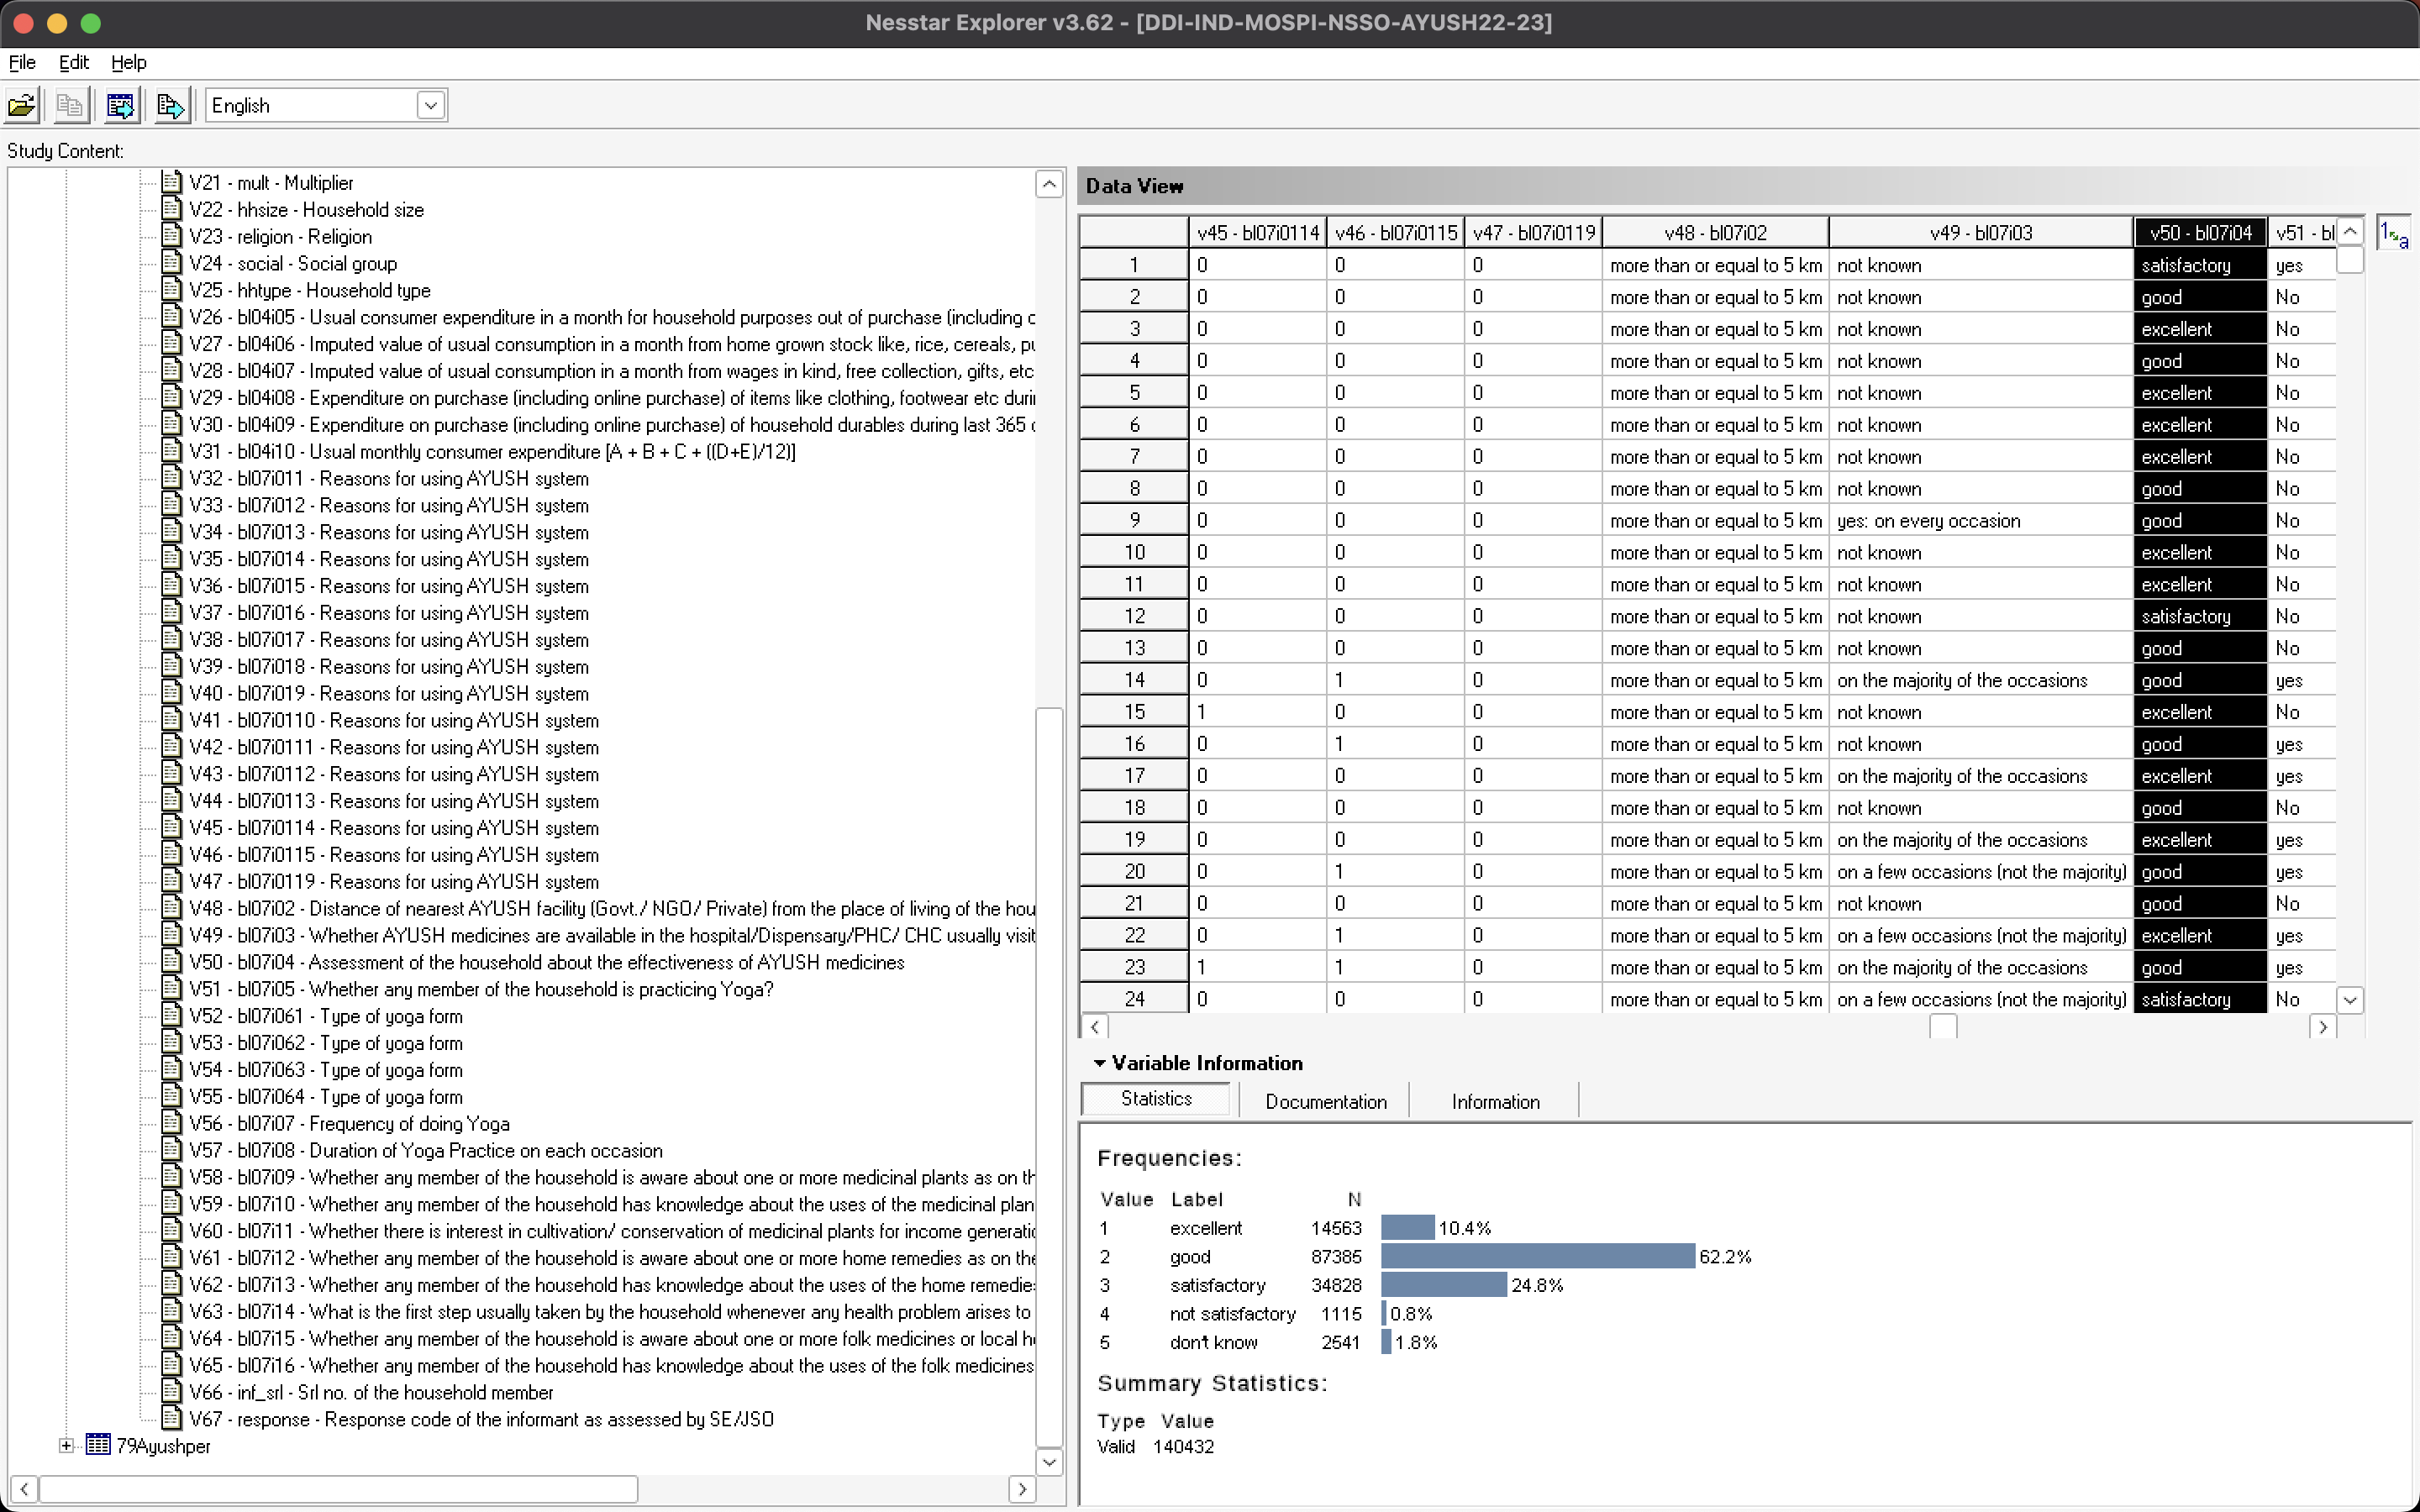 Nesstar Explorer v3.62 - [DDI-IND-MOSPI-NSSO-AYUSH22-23]
File Edit Help
English
Study Content:
V21 - mult - Multiplier
V22 - hhsize - Household size
V23 - religion - Religion
V24 - social - Social group
V25 - hhtype - Household type
V26 - bl04i05 - Usual consumer expenditure in a month for household purposes out of purchase (including c
V27 - bl04i06 - Imputed value of usual consumption in a month from home grown stock like, rice, cereals, pu
V28 - bl04i07 - Imputed value of usual consumption in a month from wages in kind, free collection, gifts, etc
V29 - bl04i08 - Expenditure on purchase (including online purchase) of items like clothing, footwear etc duri
V30 - bl04i09 - Expenditure on purchase (including online purchase) of household durables during last 365 c
V31 - bl04i10 - Usual monthly consumer expenditure [A + B + C + ((D+E)/12)]
V32 - bl07i011 - Reasons for using AYUSH system
V33 - bl07i012 - Reasons for using AYUSH system
V34 - bl07i013 - Reasons for using AYUSH system
V35 - bl07i014 - Reasons for using AYUSH system
V36 - bl07i015 - Reasons for using AYUSH system
V37 - bl07i016 - Reasons for using AYUSH system
V38 - bl07i017 - Reasons for using AYUSH system
V39 - bl07i018 - Reasons for using AYUSH system
V40 - bl07i019 - Reasons for using AYUSH system
V41 - bl07i0110 - Reasons for using AYUSH system
V42 - bl07i0111 - Reasons for using AYUSH system
V43 - bl07i0112 - Reasons for using AYUSH system
V44 - bl07i0113 - Reasons for using AYUSH system
V45 - bl07i0114 - Reasons for using AYUSH system
V46 - bl07i0115 - Reasons for using AYUSH system
V47 - bl07i0119 - Reasons for using AYUSH system
V48 - bl07i02 - Distance of nearest AYUSH facility (Govt./ NGO/ Private) from the place of living of the hou
V49 - bl07i03 - Whether AYUSH medicines are available in the hospital/Dispensary/PHC/ CHC usually visit
V50 - bl07i04 - Assessment of the household about the effectiveness of AYUSH medicines
V51 - bl07i05 - Whether any member of the household is practicing Yoga?
V52 - bl07i061 - Type of yoga form
V53 - bl07i062 - Type of yoga form
V54 - bl07i063 - Type of yoga form
V55 - bl07i064 - Type of yoga form
V56 - bl07i07 - Frequency of doing Yoga
V57 - bl07i08 - Duration of Yoga Practice on each occasion
V58 - bl07i09 - Whether any member of the household is aware about one or more medicinal plants as on th
V59 - bl07i10 - Whether any member of the household has knowledge about the uses of the medicinal plan
V60 - bl07i11 - Whether there is interest in cultivation/ conservation of medicinal plants for income generatic
V61 - bl07i12 - Whether any member of the household is aware about one or more home remedies as on the
V62 - bl07i13 - Whether any member of the household has knowledge about the uses of the home remedie:
V63 - bl07i14 - What is the first step usually taken by the household whenever any health problem arises to
V64 - bl07i15 - Whether any member of the household is aware about one or more folk medicines or local h
V65 - bl07i16 - Whether any member of the household has knowledge about the uses of the folk medicines
V66 - inf_srl - Srl no. of the household member
V67 - response - Response code of the informant as assessed by SE/JSO
79Ayushper
Data View
v45 - bl07i0114 v46 - bl07i0115 v47 - bl07i0119 v48 - bl07i02 v49 - bl07i03 v50 - bl07i04 v51 - bl
1 0 0 0 more than or equal to 5 km not known satisfactory yes
2 0 0 0 more than or equal to 5 km not known good No
3 0 0 0 more than or equal to 5 km not known excellent No
4 0 0 0 more than or equal to 5 km not known good No
5 0 0 0 more than or equal to 5 km not known excellent No
6 0 0 0 more than or equal to 5 km not known excellent No
7 0 0 0 more than or equal to 5 km not known excellent No
8 0 0 0 more than or equal to 5 km not known good No
9 0 0 0 more than or equal to 5 km yes: on every occasion good No
10 0 0 0 more than or equal to 5 km not known excellent No
11 0 0 0 more than or equal to 5 km not known excellent No
12 0 0 0 more than or equal to 5 km not known satisfactory No
13 0 0 0 more than or equal to 5 km not known good No
14 0 1 0 more than or equal to 5 km on the majority of the occasions good yes
15 1 0 0 more than or equal to 5 km not known excellent No
16 0 1 0 more than or equal to 5 km not known good yes
17 0 0 0 more than or equal to 5 km on the majority of the occasions excellent yes
18 0 0 0 more than or equal to 5 km not known good No
19 0 0 0 more than or equal to 5 km on the majority of the occasions excellent yes
20 0 1 0 more than or equal to 5 km on a few occasions (not the majority) good yes
21 0 0 0 more than or equal to 5 km not known good No
22 0 1 0 more than or equal to 5 km on a few occasions (not the majority) excellent yes
23 1 1 0 more than or equal to 5 km on the majority of the occasions good yes
24 0 0 0 more than or equal to 5 km on a few occasions (not the majority) satisfactory No
Variable Information
Statistics Documentation Information
Frequencies:
Value Label N
1 excellent 14563 10.4%
2 good 87385 62.2%
3 satisfactory 34828 24.8%
4 not satisfactory 1115 0.8%
5 don't know 2541 1.8%
Summary Statistics:
Type Value
Valid 140432